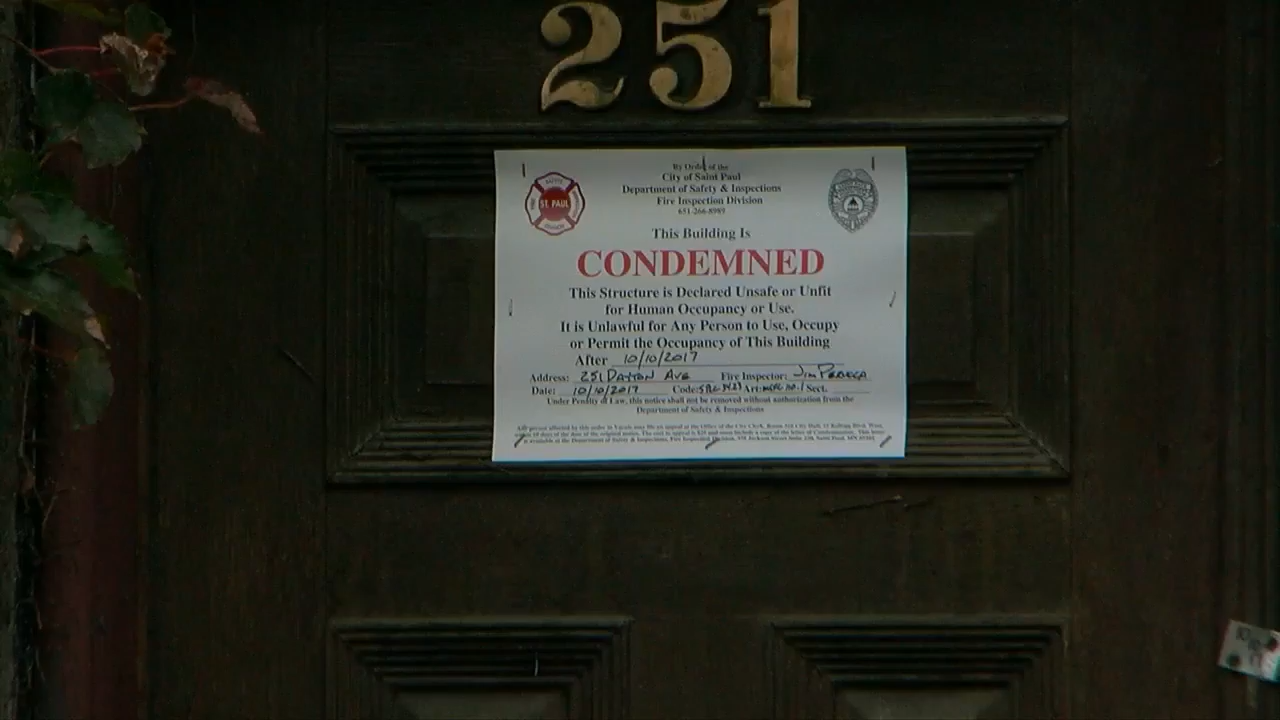 251
By Order of the
City of Saint Paul
Department of Safety & Inspections
Fire Inspection Division
651-266-8989
ST. PAUL
This Building Is
CONDEMNED
This Structure is Declared Unsafe or Unfit
for Human Occupancy or Use.
It is Unlawful for Any Person to Use, Occupy
or Permit the Occupancy of This Building
After 10/10/2017
Address: 251 DAYTON AVE Fire Inspector: JIM
Date: 10/10/2017 Code: Art: Sect.
Under Penalty of Law, this notice shall not be removed without authorization from the
Department of Safety & Inspections